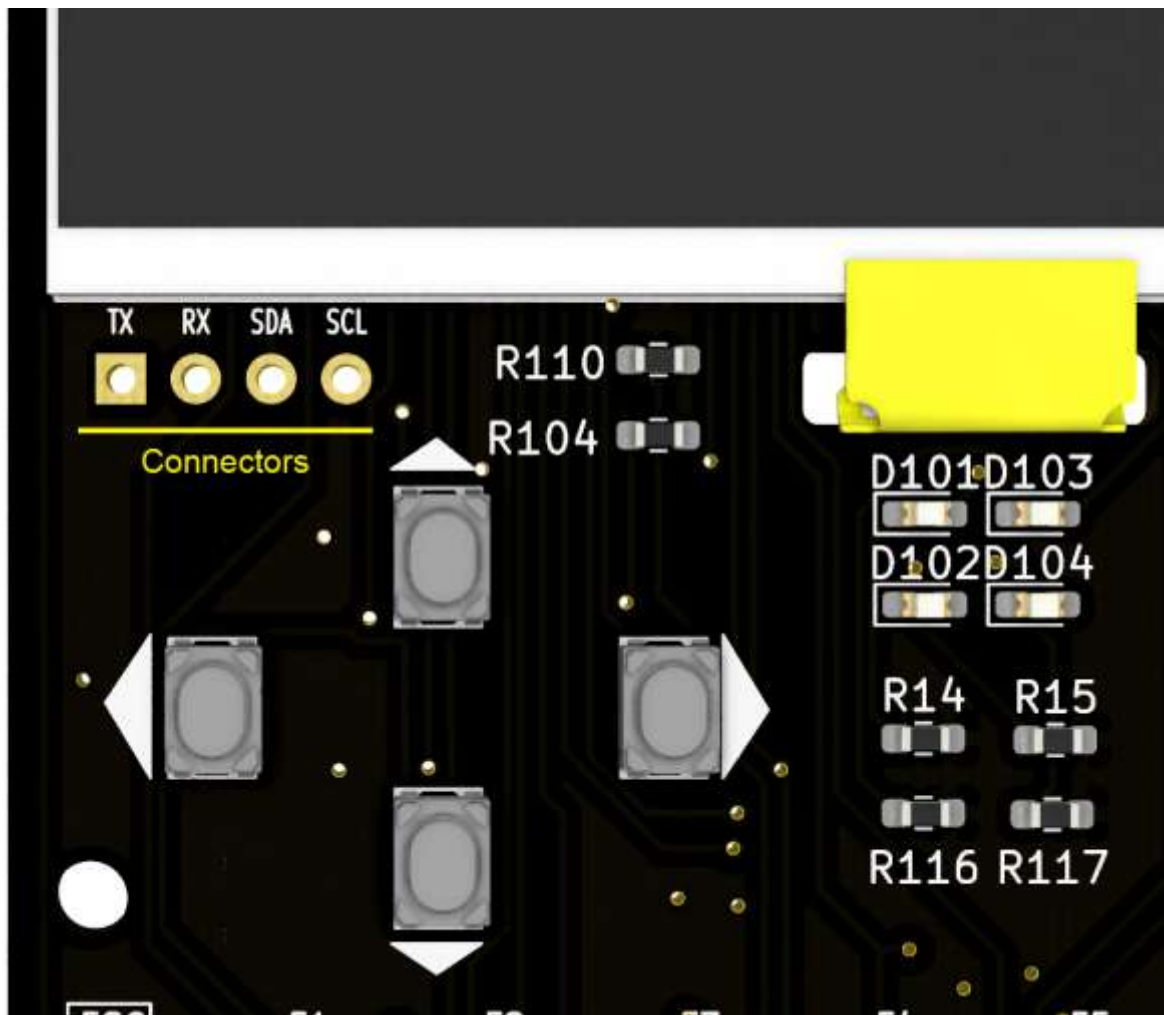 TX RX SDA SCL
R110
Connectors
R104
D101 D103
D102 D104
R14 R15
R116 R117